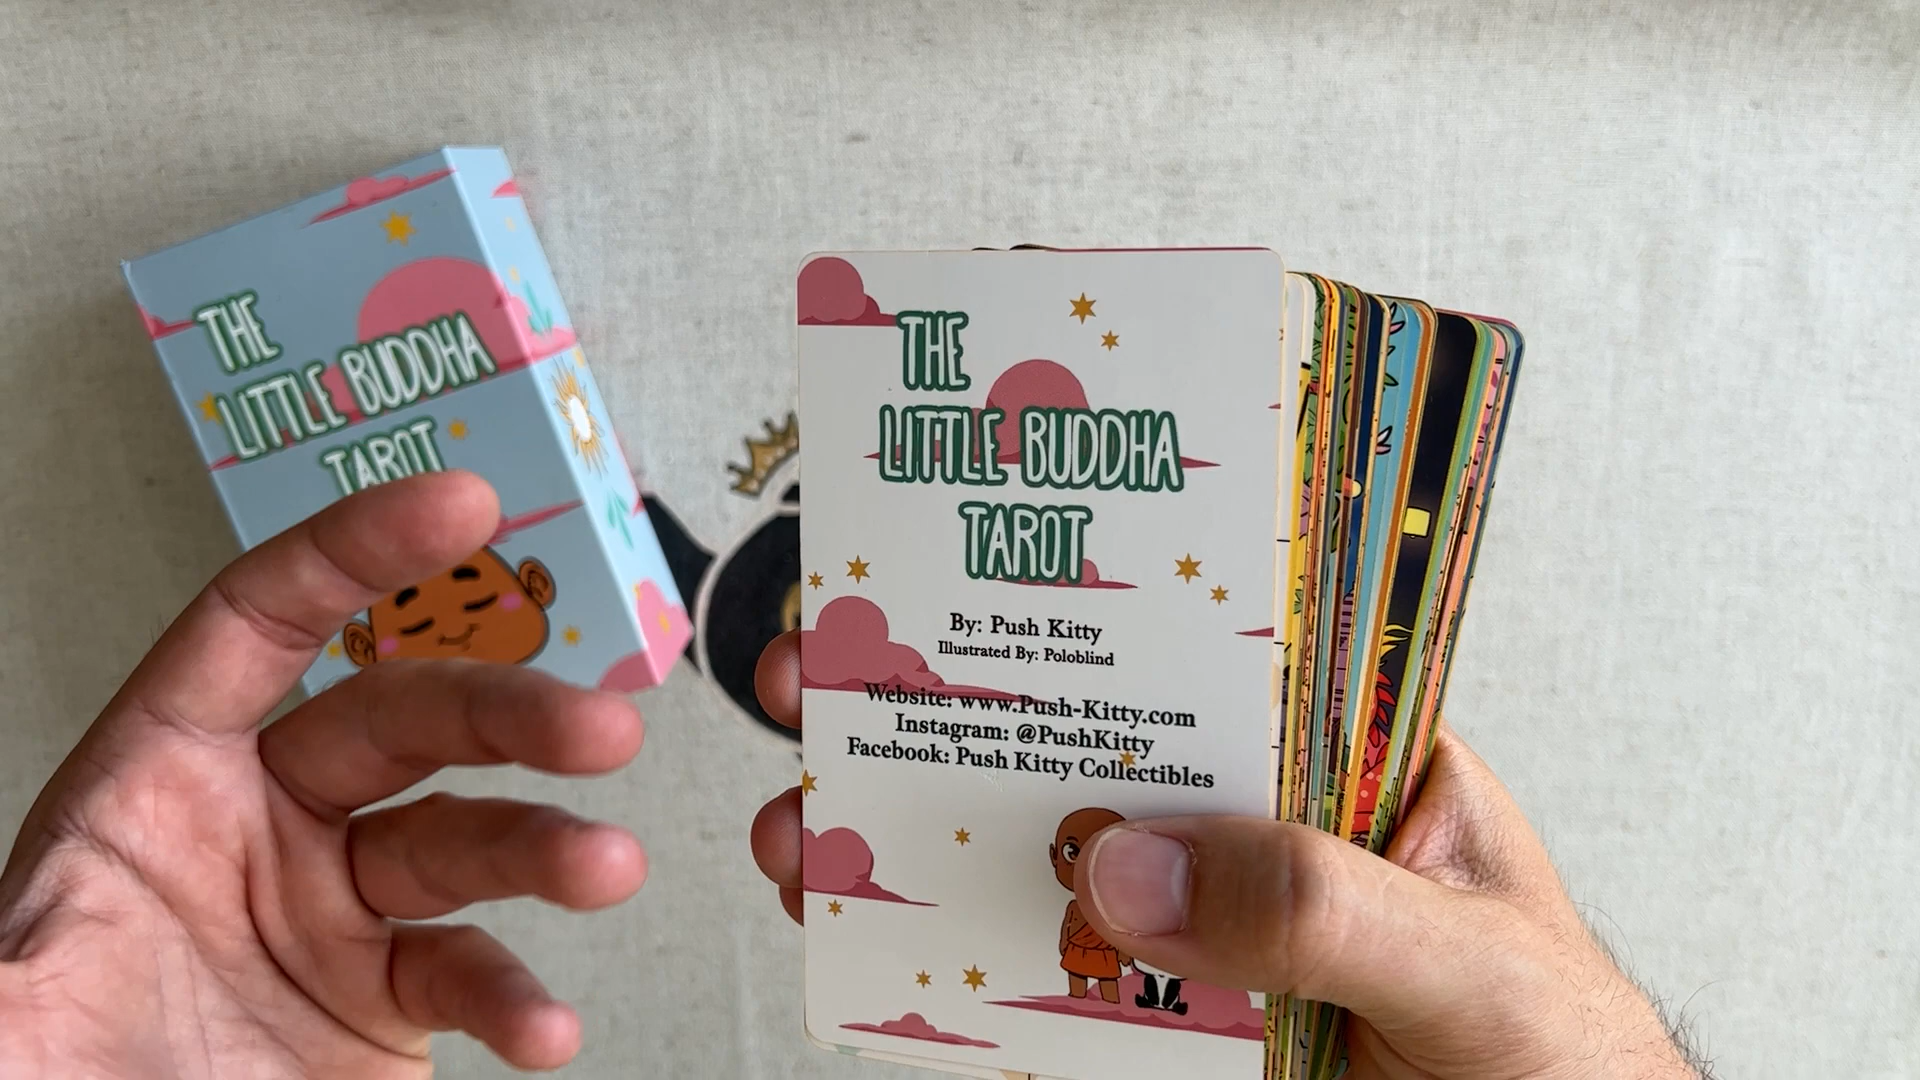 THE
LITTLE BUDDHA
TAROT
THE
LITTLE BUDDHA
TAROT
By: Push Kitty
Illustrated By: Poloblind
Website: www.Push-Kitty.com
Instagram: @PushKitty
Facebook: Push Kitty Collectibles